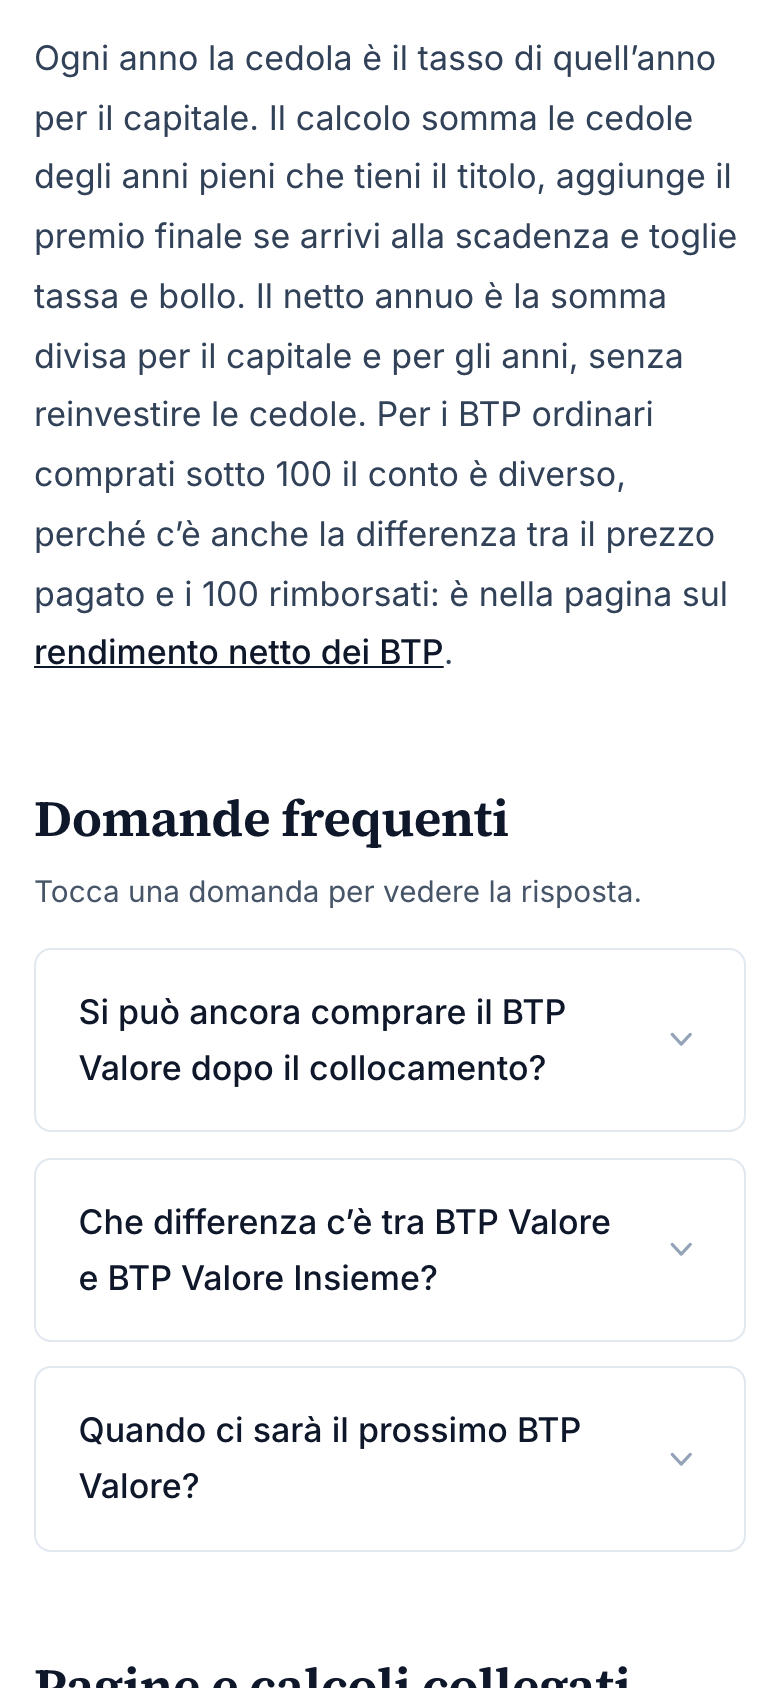 Ogni anno la cedola è il tasso di quell’anno
per il capitale. Il calcolo somma le cedole
degli anni pieni che tieni il titolo, aggiunge il
premio finale se arrivi alla scadenza e toglie
tassa e bollo. Il netto annuo è la somma
divisa per il capitale e per gli anni, senza
reinvestire le cedole. Per i BTP ordinari
comprati sotto 100 il conto è diverso,
perché c’è anche la differenza tra il prezzo
pagato e i 100 rimborsati: è nella pagina sul
rendimento netto dei BTP.
Domande frequenti
Tocca una domanda per vedere la risposta.
Si può ancora comprare il BTP
Valore dopo il collocamento?
Che differenza c’è tra BTP Valore
e BTP Valore Insieme?
Quando ci sarà il prossimo BTP
Valore?
Pagine e calcoli collegati